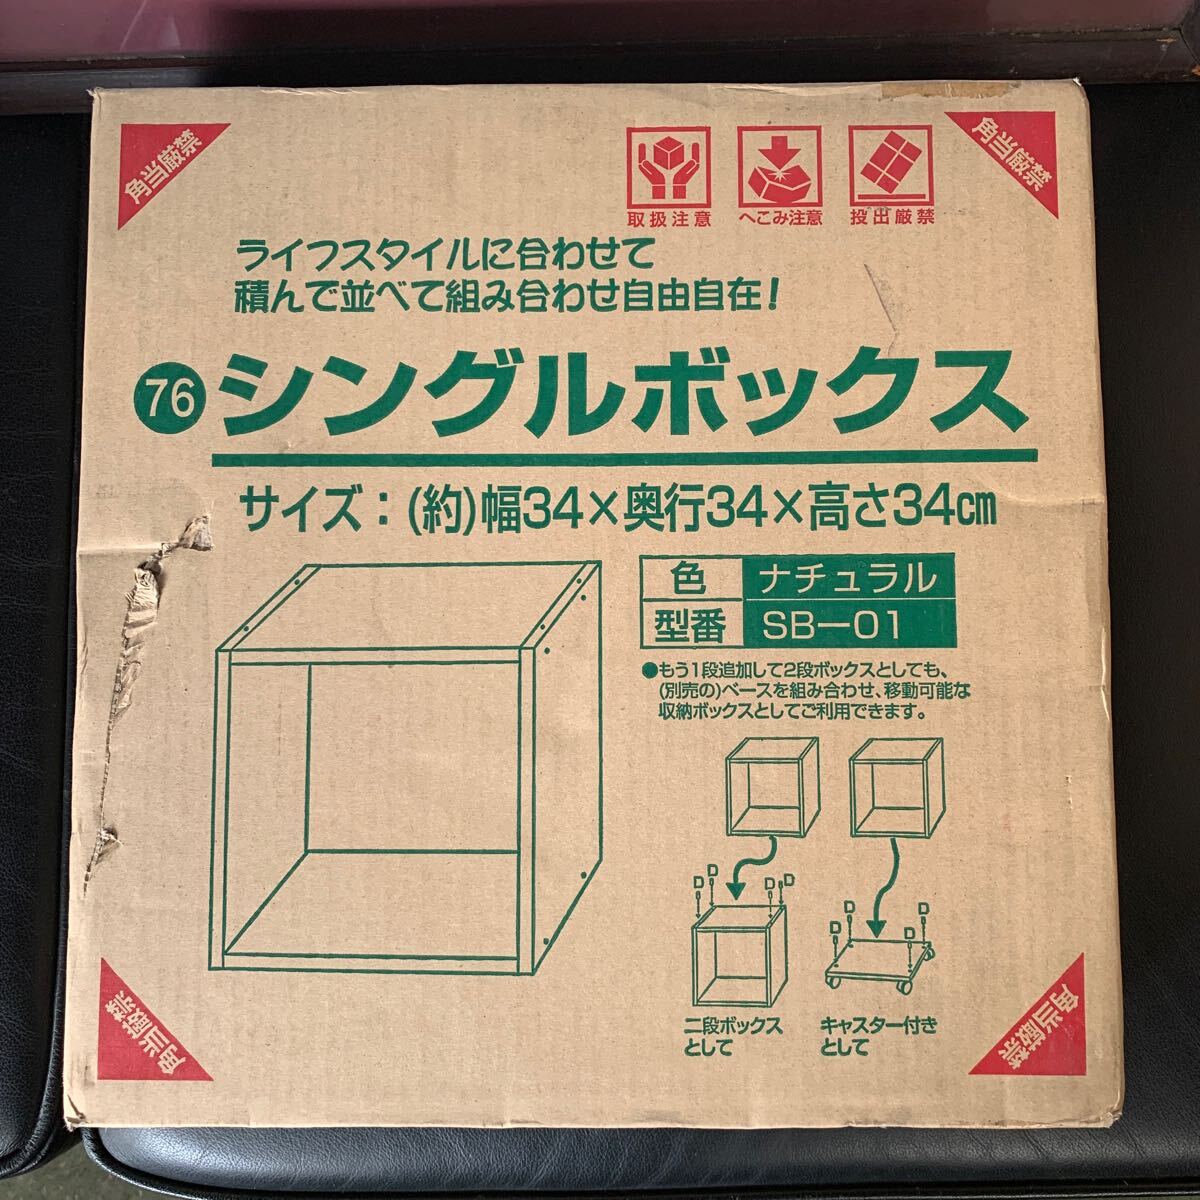 角当厳禁
角当厳禁
取扱注意
へこみ注意
投出厳禁
ライフスタイルに合わせて
積んで並べて組み合わせ自由自在!
76 シングルボックス
サイズ：(約)幅34×奥行34×高さ34cm
色 ナチュラル
型番 SB−01
●もう1段追加して2段ボックスとしても、
(別売の)ベースを組み合わせ、移動可能な
収納ボックスとしてご利用できます。
D D D D
D D D D
二段ボックス
として
キャスター付き
として
角当厳禁
角当厳禁